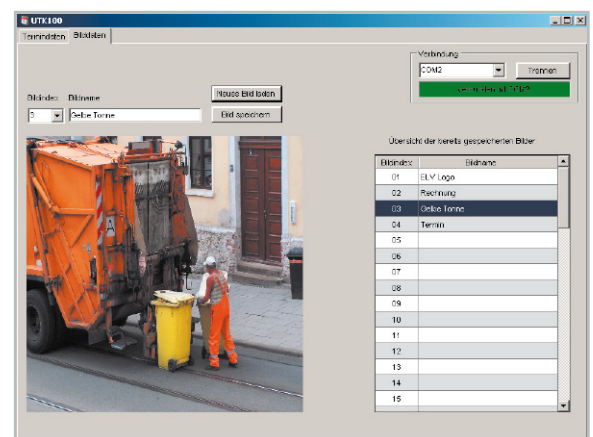 UTK100
Termindaten Bilddaten
Verbindung
COM2 Trennen
Neues Bild laden
Bildindex Bildname
3 Gelbe Tonne Bild speichern
Übersicht der bereits gespeicherten Bilder
Bildindex Bildname
01 ELV Logo
02 Rechnung
03 Gelbe Tonne
04 Termin
05
06
07
08
09
10
11
12
13
14
15